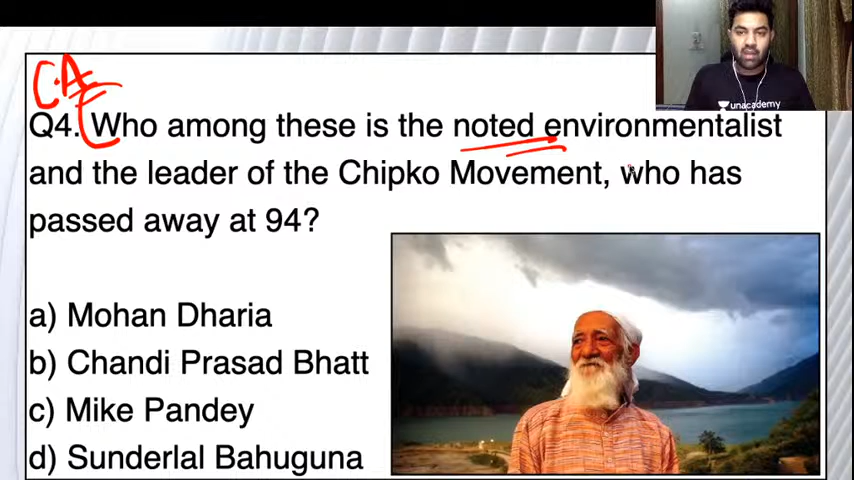 C.A
unacademy
Q4. Who among these is the noted environmentalist
and the leader of the Chipko Movement, who has
passed away at 94?
a) Mohan Dharia
b) Chandi Prasad Bhatt
c) Mike Pandey
d) Sunderlal Bahuguna